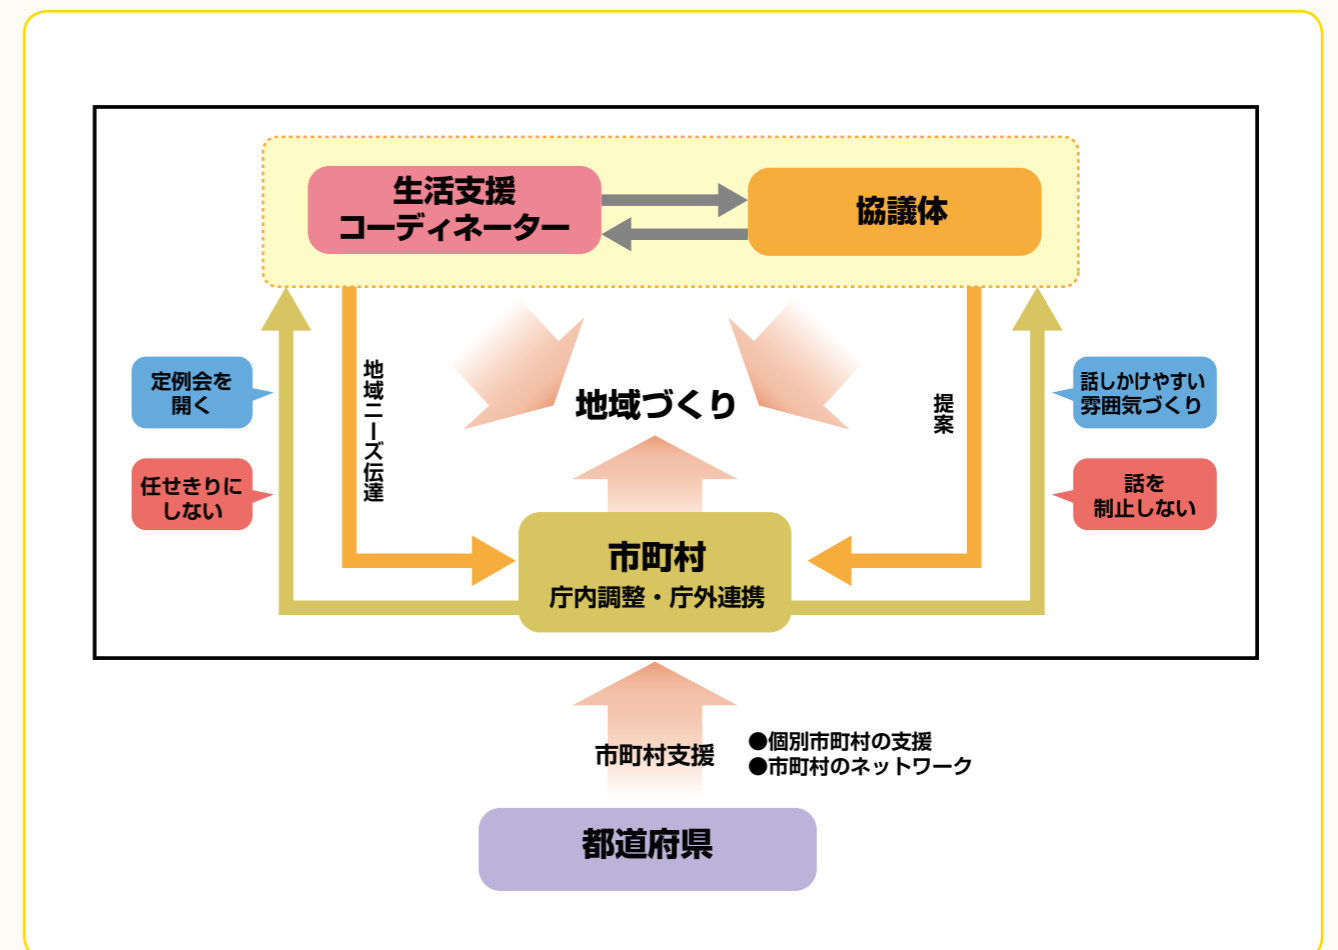 生活支援
コーディネーター
協議体
定例会を
開く
任せきりに
しない
地域ニーズ伝達
地域づくり
提案
話しかけやすい
雰囲気づくり
話を
制止しない
市町村
庁内調整・庁外連携
市町村支援
●個別市町村の支援
●市町村のネットワーク
都道府県